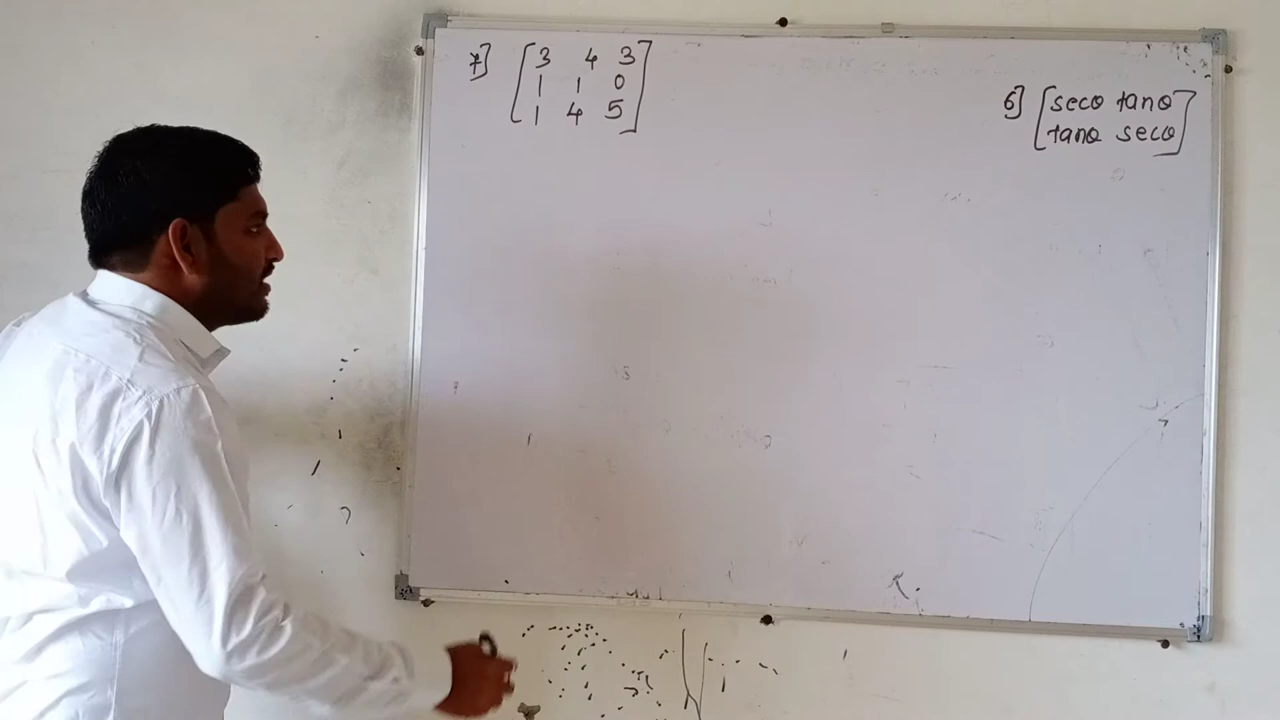 7] [3 4 3
1 1 0
1 4 5]
6] [secθ tanθ
tanθ secθ]